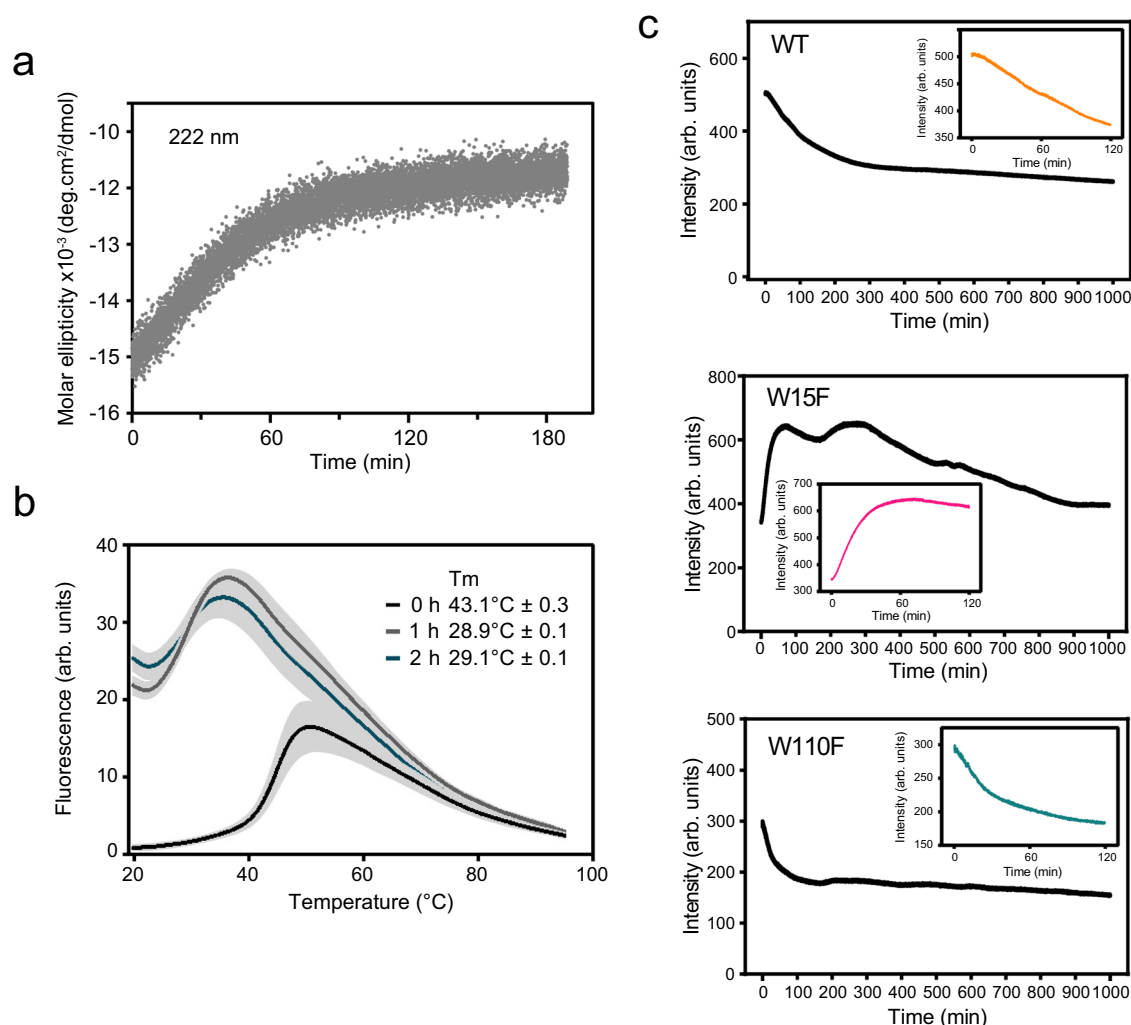 a
222 nm
Molar ellipticity x10⁻³ (deg.cm²/dmol)
-10
-12
-13
-14
-15
-16
0
60
120
180
Time (min)
b
Fluorescence (arb. units)
40
30
20
10
0
Tm
0 h 43.1°C ± 0.3
1 h 28.9°C ± 0.1
2 h 29.1°C ± 0.1
20
40
60
80
100
Temperature (°C)
c
WT
Intensity (arb. units)
600
400
200
0
0 100 200 300 400 500 600 700 800 900 1000
Time (min)
Intensity (arb. units)
500
450
400
350
0 60 120
Time (min)
W15F
Intensity (arb. units)
800
600
400
200
0
0 100 200 300 400 500 600 700 800 900 1000
Time (min)
Intensity (arb. units)
700
600
500
400
300
0 60 120
Time (min)
W110F
Intensity (arb. units)
500
400
300
200
100
0
0 100 200 300 400 500 600 700 800 900 1000
Time (min)
Intensity (arb. units)
300
250
200
150
0 60 120
Time (min)